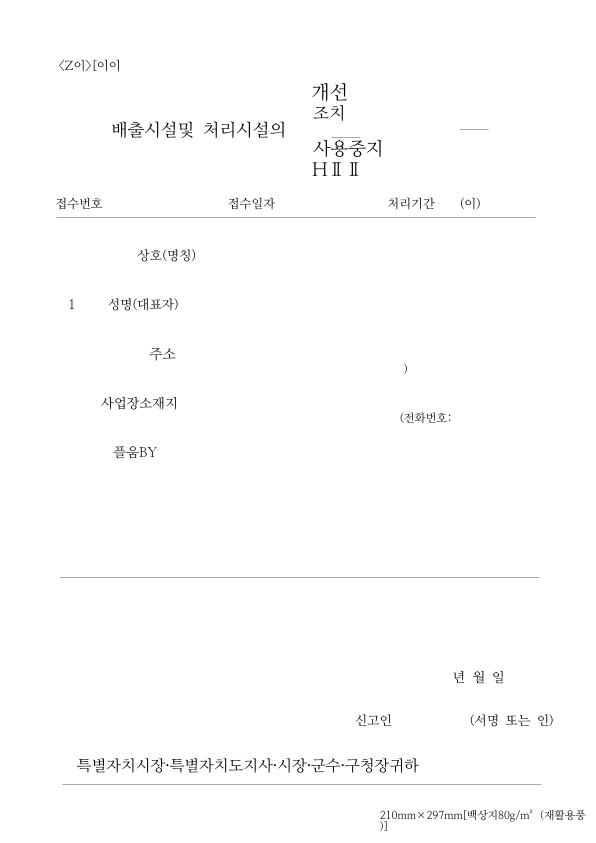 〈Z이〉[이이
개선
조치
배출시설및 처리시설의
사용중지
HⅡⅡ
접수번호 접수일자 처리기간 (이)
상호(명칭)
1 성명(대표자)
주소
)
사업장소재지
(전화번호:
플움BY
년 월 일
신고인 (서명 또는 인)
특별자치시장·특별자치도지사·시장·군수·구청장귀하
210mm×297mm[백상지80g/㎡ (재활용품
)]